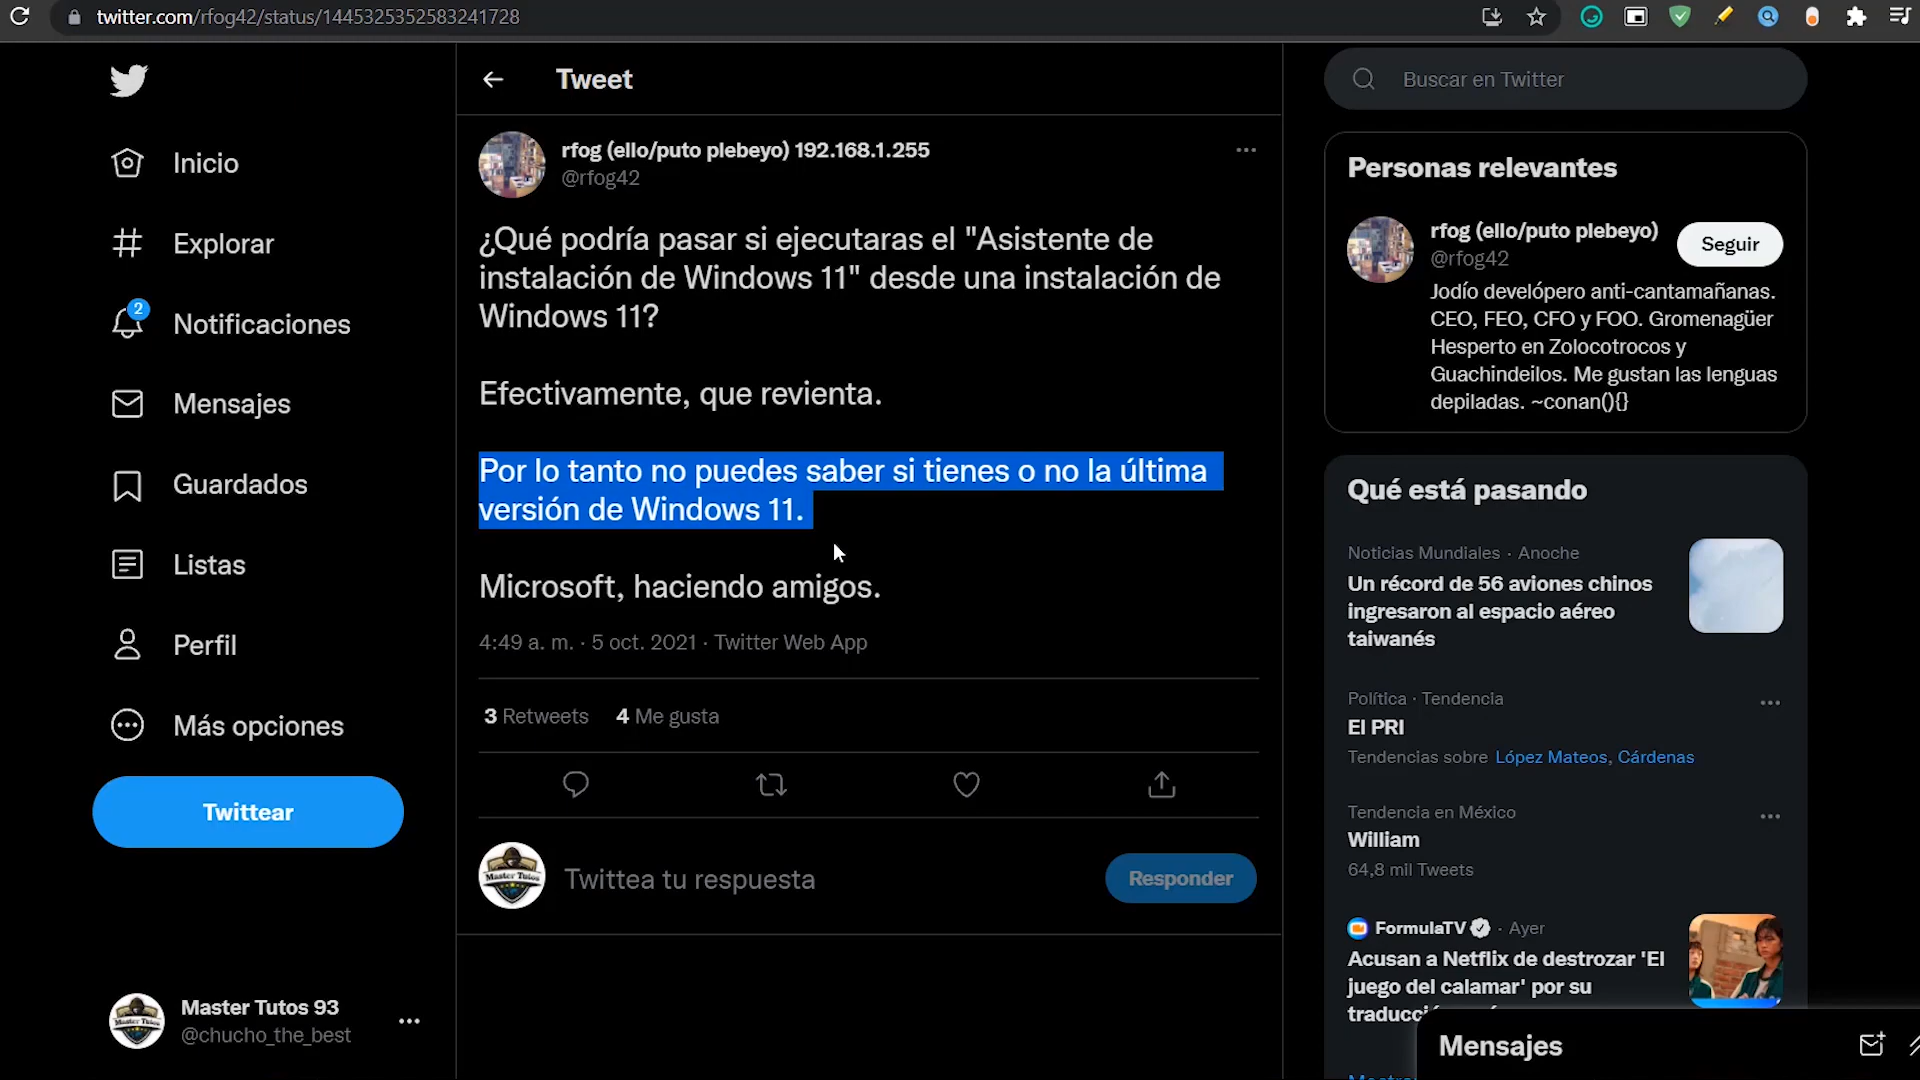 twitter.com/rfog42/status/1445325352583241728
Inicio
Explorar
2
Notificaciones
Mensajes
Guardados
Listas
Perfil
Más opciones
Twittear
Master Tutos 93
@chucho_the_best
Tweet
rfog (ello/puto plebeyo) 192.168.1.255
@rfog42
¿Qué podría pasar si ejecutaras el "Asistente de
instalación de Windows 11" desde una instalación de
Windows 11?
Efectivamente, que revienta.
Por lo tanto no puedes saber si tienes o no la última
versión de Windows 11.
Microsoft, haciendo amigos.
4:49 a. m. · 5 oct. 2021 · Twitter Web App
3 Retweets 4 Me gusta
Master Tutos
Twittea tu respuesta
Responder
Buscar en Twitter
Personas relevantes
rfog (ello/puto plebeyo)
@rfog42
Seguir
Jodío develópero anti-cantamañanas.
CEO, FEO, CFO y FOO. Gromenagüer
Hesperto en Zolocotrocos y
Guachindeilos. Me gustan las lenguas
depiladas. ~conan(){}
Qué está pasando
Noticias Mundiales · Anoche
Un récord de 56 aviones chinos
ingresaron al espacio aéreo
taiwanés
Política · Tendencia
El PRI
Tendencias sobre López Mateos, Cárdenas
Tendencia en México
William
64,8 mil Tweets
FormulaTV · Ayer
Acusan a Netflix de destrozar 'El
juego del calamar' por su
Mensajes